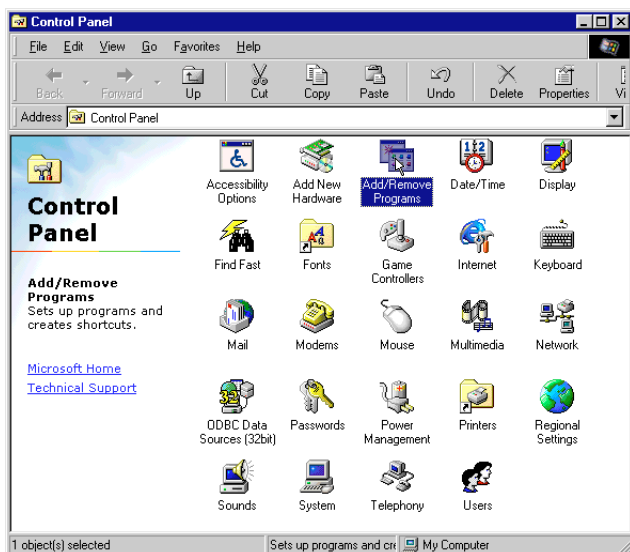 Control Panel
File Edit View Go Favorites Help
Back Forward Up Cut Copy Paste Undo Delete Properties Vi
Address Control Panel
Control
Panel
Add/Remove
Programs
Sets up programs and
creates shortcuts.
Microsoft Home
Technical Support
Accessibility
Options
Add New
Hardware
Add/Remove
Programs
Date/Time
Display
Find Fast
Fonts
Game
Controllers
Internet
Keyboard
Mail
Modems
Mouse
Multimedia
Network
ODBC Data
Sources (32bit)
Passwords
Power
Management
Printers
Regional
Settings
Sounds
System
Telephony
Users
1 object(s) selected Sets up programs and cre My Computer